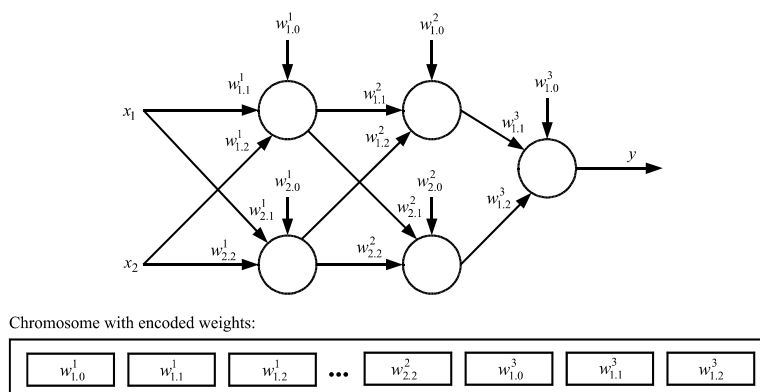 w^1_{1.0} w^2_{1.0}
w^3_{1.0}
w^1_{1.1} w^2_{1.1}
x_1
w^3_{1.1}
w^1_{1.2} w^2_{1.2}
y
w^1_{2.0} w^2_{2.0}
w^3_{1.2}
w^1_{2.1} w^2_{2.1}
w^1_{2.2} w^2_{2.2}
x_2
Chromosome with encoded weights:
w^1_{1.0} w^1_{1.1} w^1_{1.2} ... w^2_{2.2} w^3_{1.0} w^3_{1.1} w^3_{1.2}